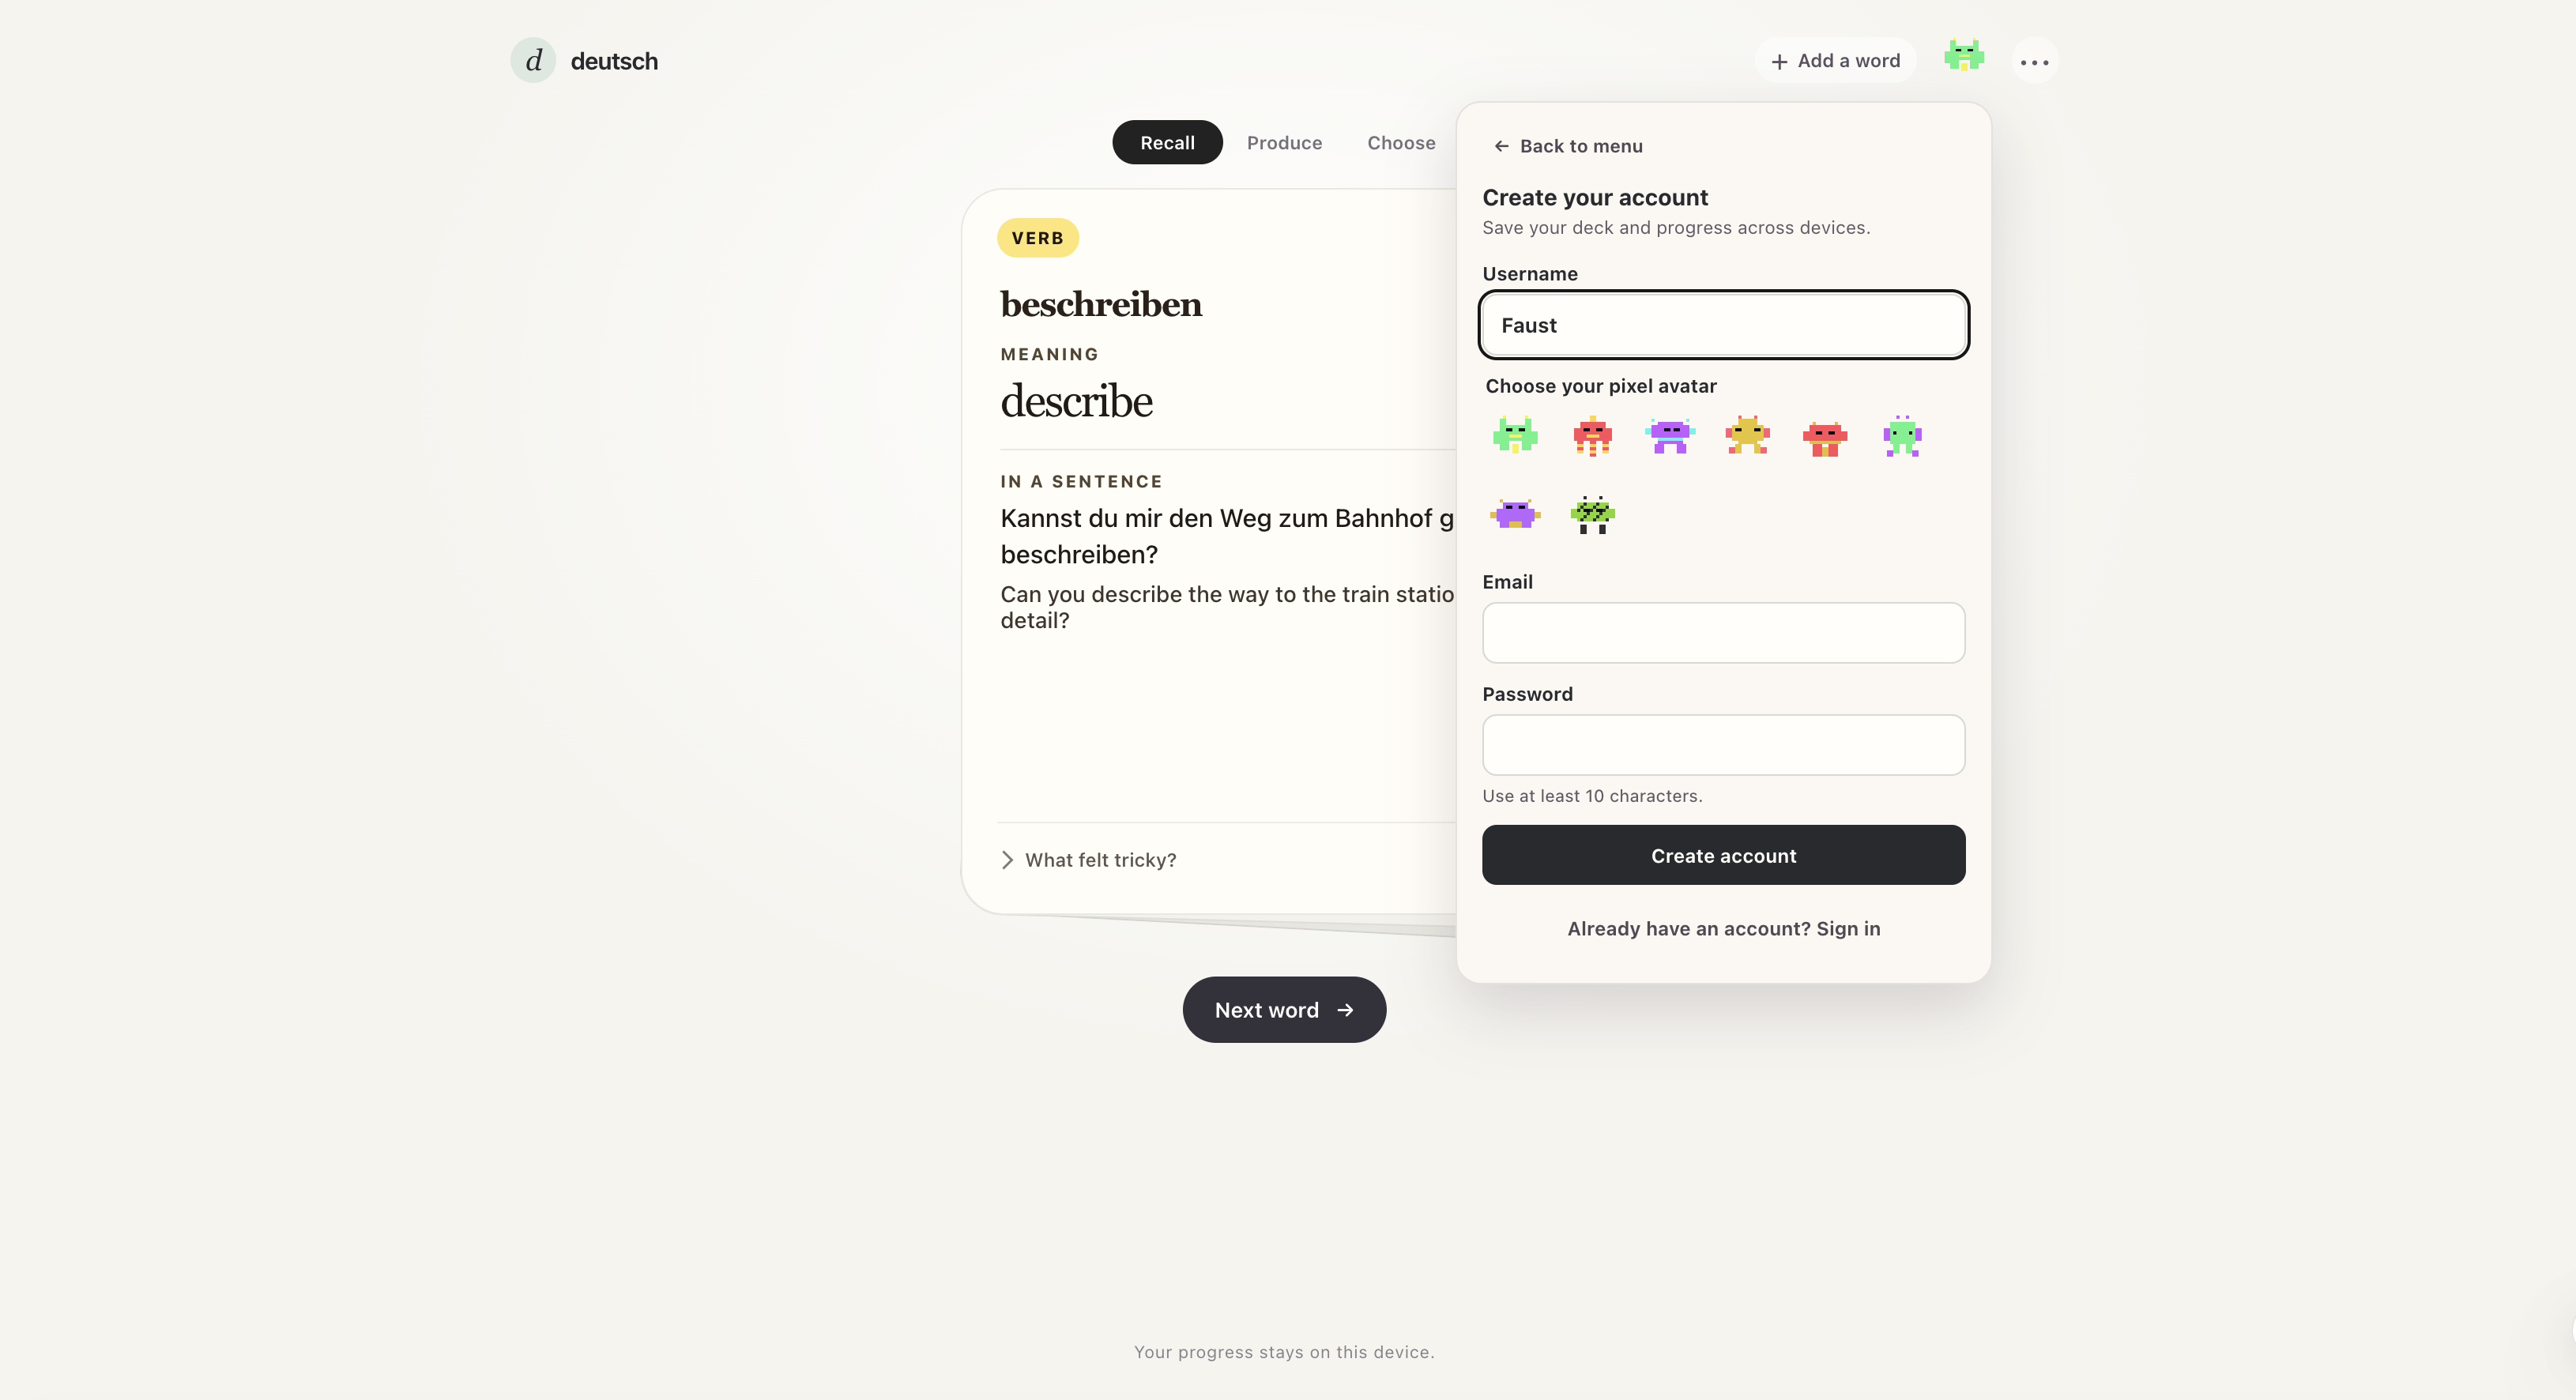 d deutsch
+ Add a word
Recall Produce Choose
VERB
beschreiben
MEANING
describe
IN A SENTENCE
Kannst du mir den Weg zum Bahnhof g
beschreiben?
Can you describe the way to the train statio
detail?
What felt tricky?
Next word →
← Back to menu
Create your account
Save your deck and progress across devices.
Username
Faust
Choose your pixel avatar
Email
Password
Use at least 10 characters.
Create account
Already have an account? Sign in
Your progress stays on this device.